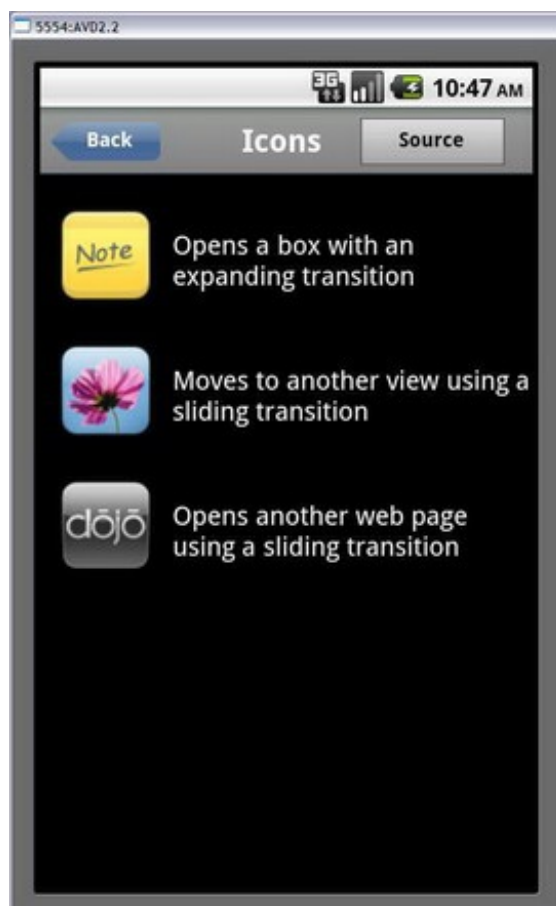 5554:AVD2.2
3G
10:47 AM
Back
Icons
Source
Note
Opens a box with an
expanding transition
Moves to another view using a
sliding transition
dōjō
Opens another web page
using a sliding transition